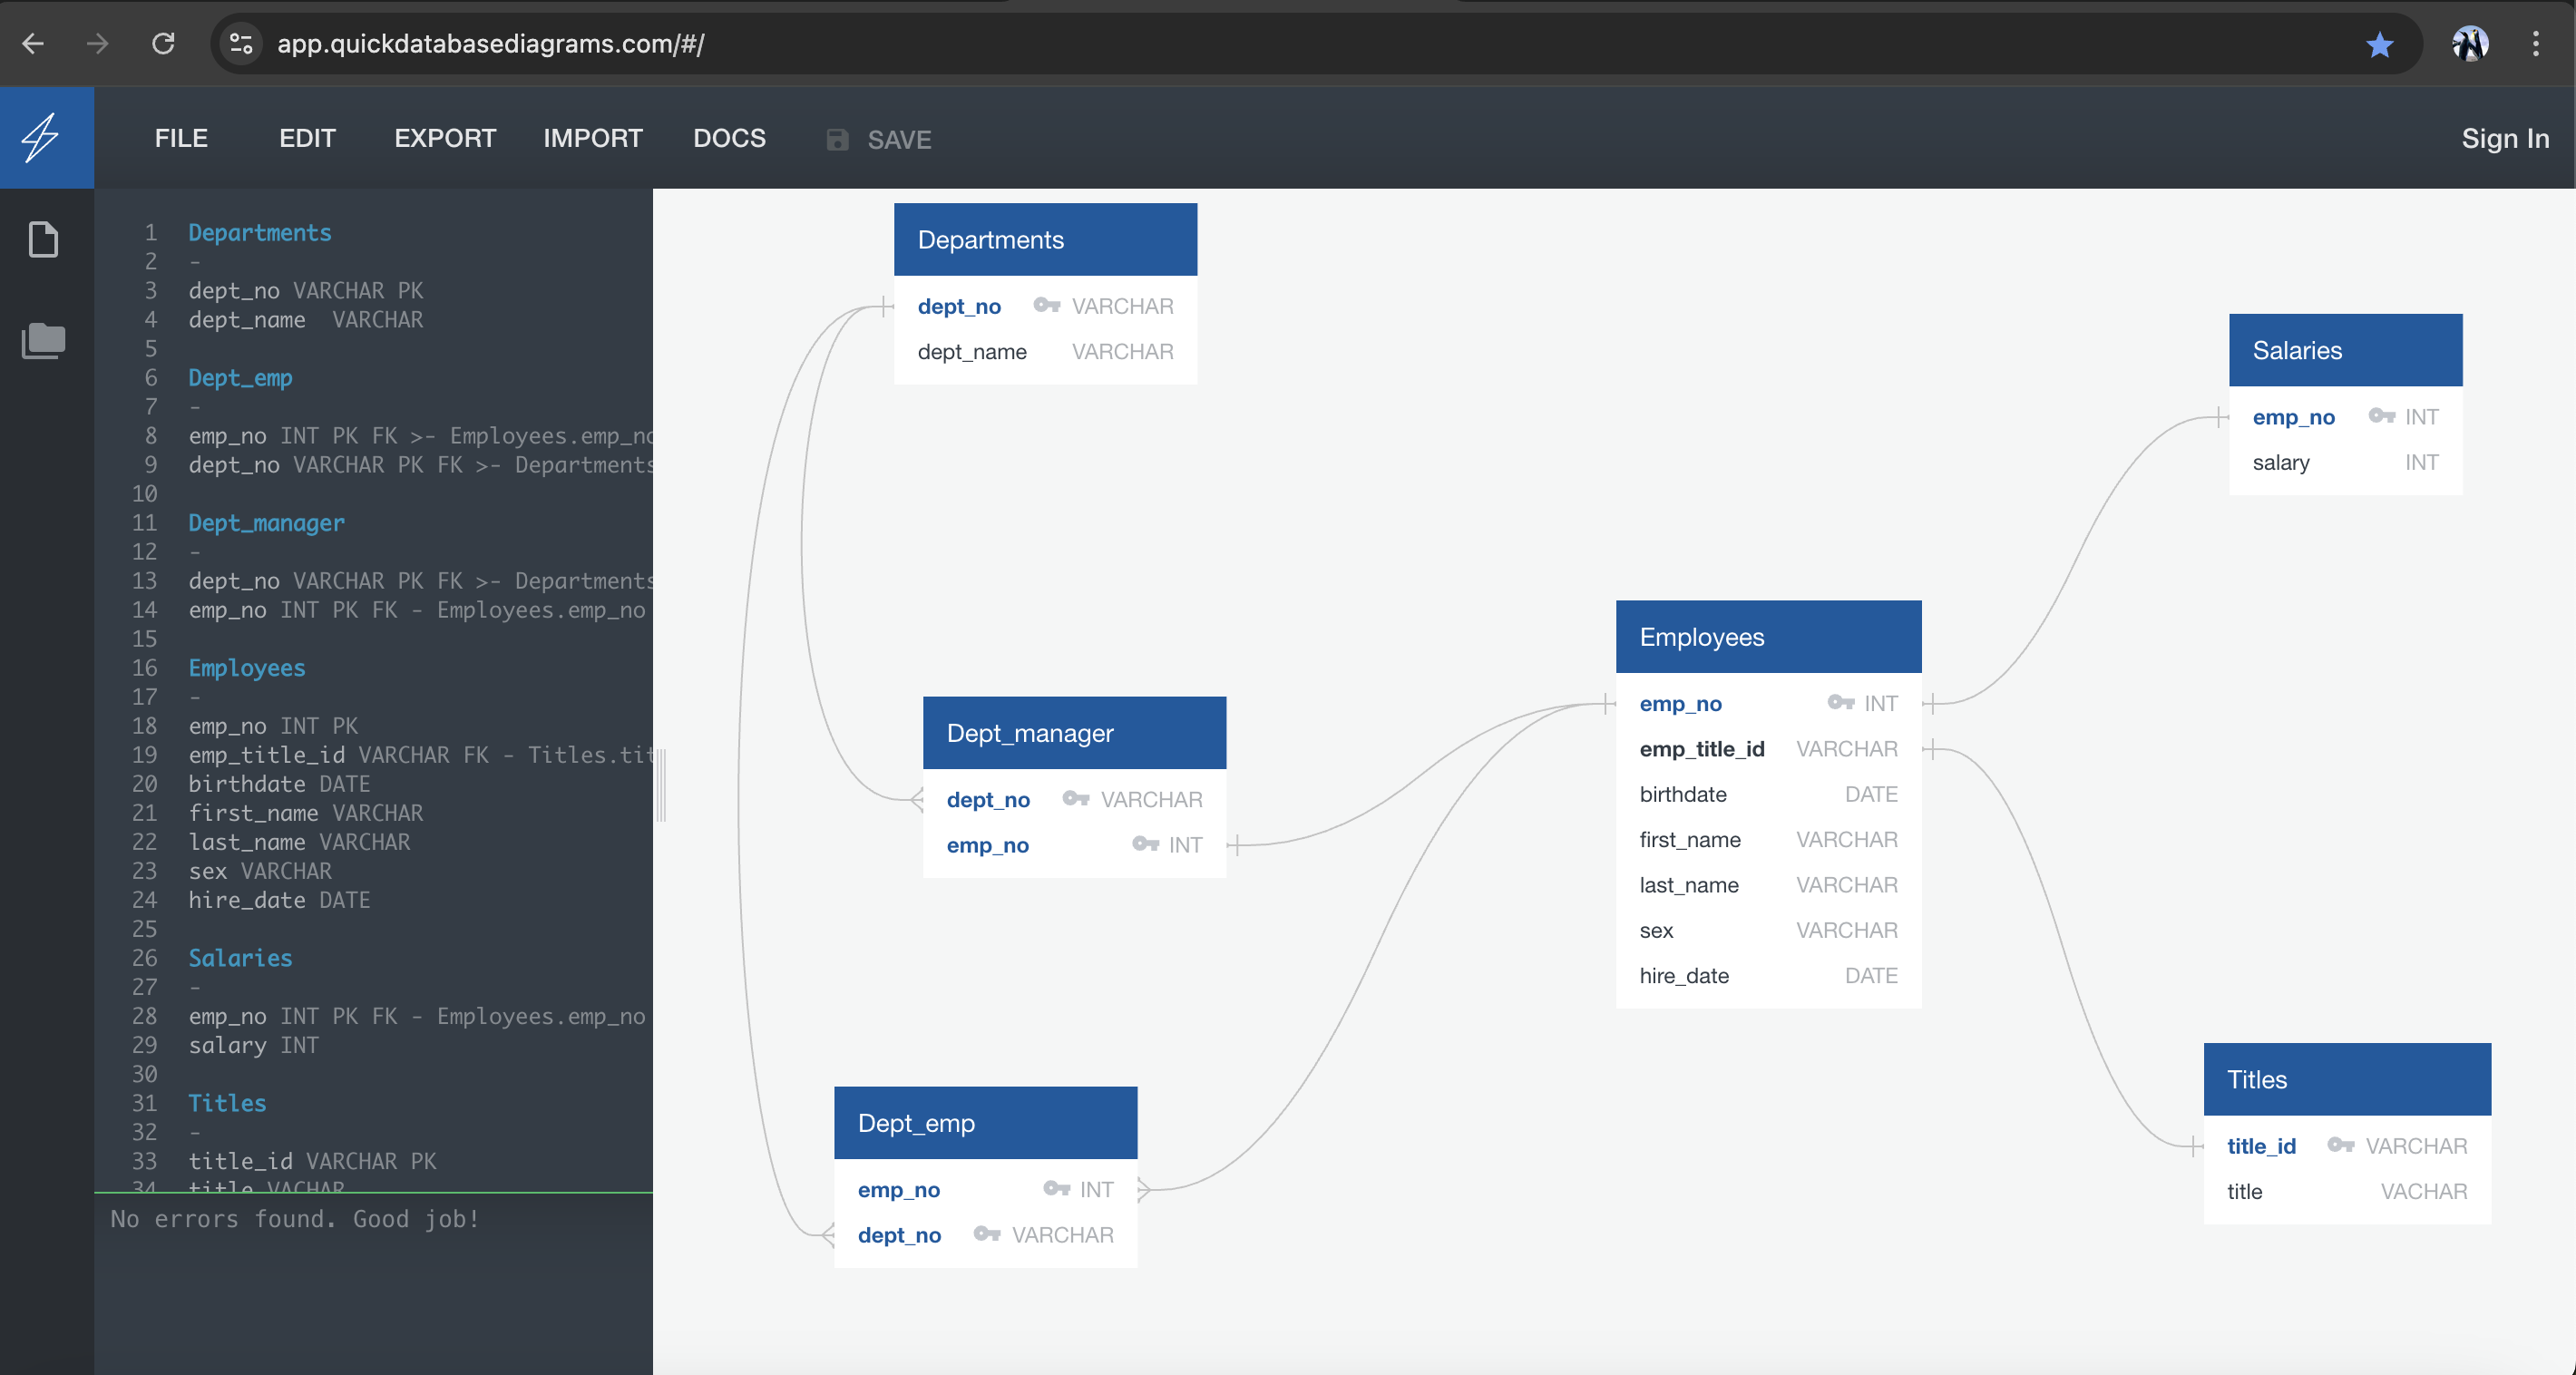 app.quickdatabasediagrams.com/#/
FILE EDIT EXPORT IMPORT DOCS SAVE Sign In
1 Departments
2 -
3 dept_no VARCHAR PK
4 dept_name VARCHAR
5
6 Dept_emp
7 -
8 emp_no INT PK FK >- Employees.emp_no
9 dept_no VARCHAR PK FK >- Departments
10
11 Dept_manager
12 -
13 dept_no VARCHAR PK FK >- Departments
14 emp_no INT PK FK - Employees.emp_no
15
16 Employees
17 -
18 emp_no INT PK
19 emp_title_id VARCHAR FK - Titles.tit
20 birthdate DATE
21 first_name VARCHAR
22 last_name VARCHAR
23 sex VARCHAR
24 hire_date DATE
25
26 Salaries
27 -
28 emp_no INT PK FK - Employees.emp_no
29 salary INT
30
31 Titles
32 -
33 title_id VARCHAR PK
34 title VACHAR
No errors found. Good job!
Departments
dept_no VARCHAR
dept_name VARCHAR
Salaries
emp_no INT
salary INT
Employees
emp_no INT
emp_title_id VARCHAR
birthdate DATE
first_name VARCHAR
last_name VARCHAR
sex VARCHAR
hire_date DATE
Dept_manager
dept_no VARCHAR
emp_no INT
Dept_emp
emp_no INT
dept_no VARCHAR
Titles
title_id VARCHAR
title VACHAR